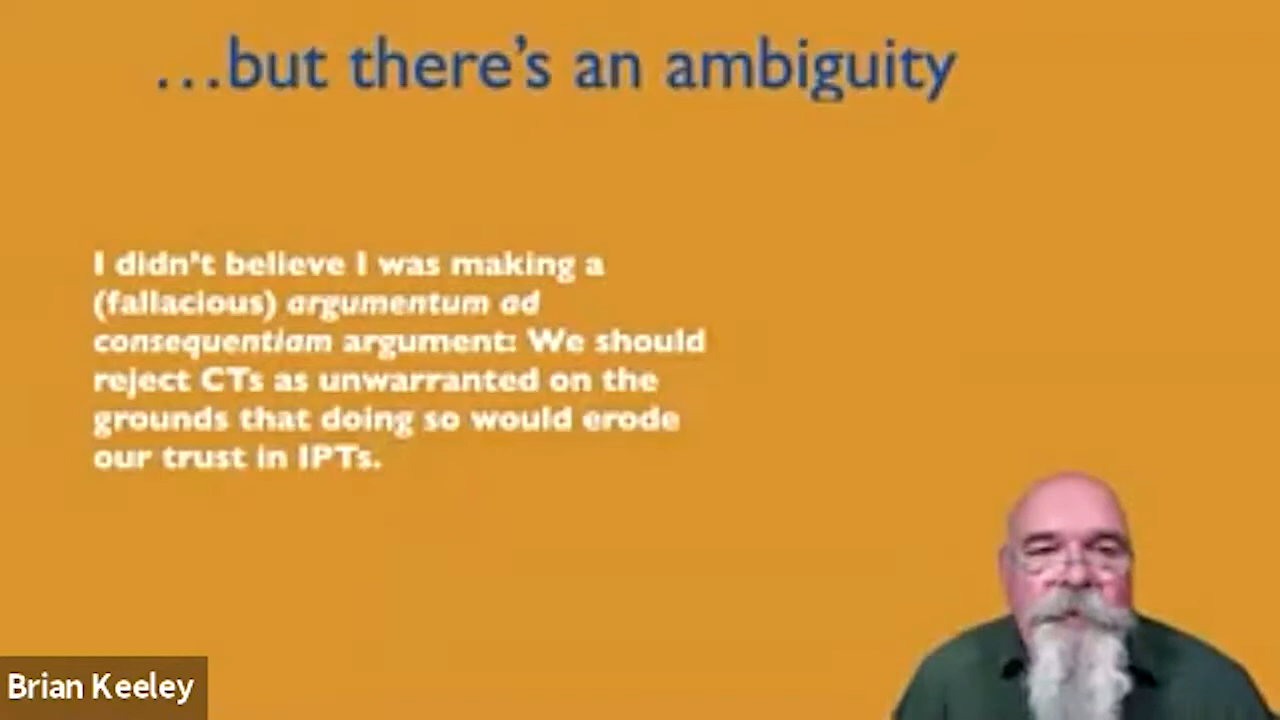 …but there’s an ambiguity
I didn’t believe I was making a
(fallacious) argumentum ad
consequentiam argument: We should
reject CTs as unwarranted on the
grounds that doing so would erode
our trust in IPTs.
Brian Keeley